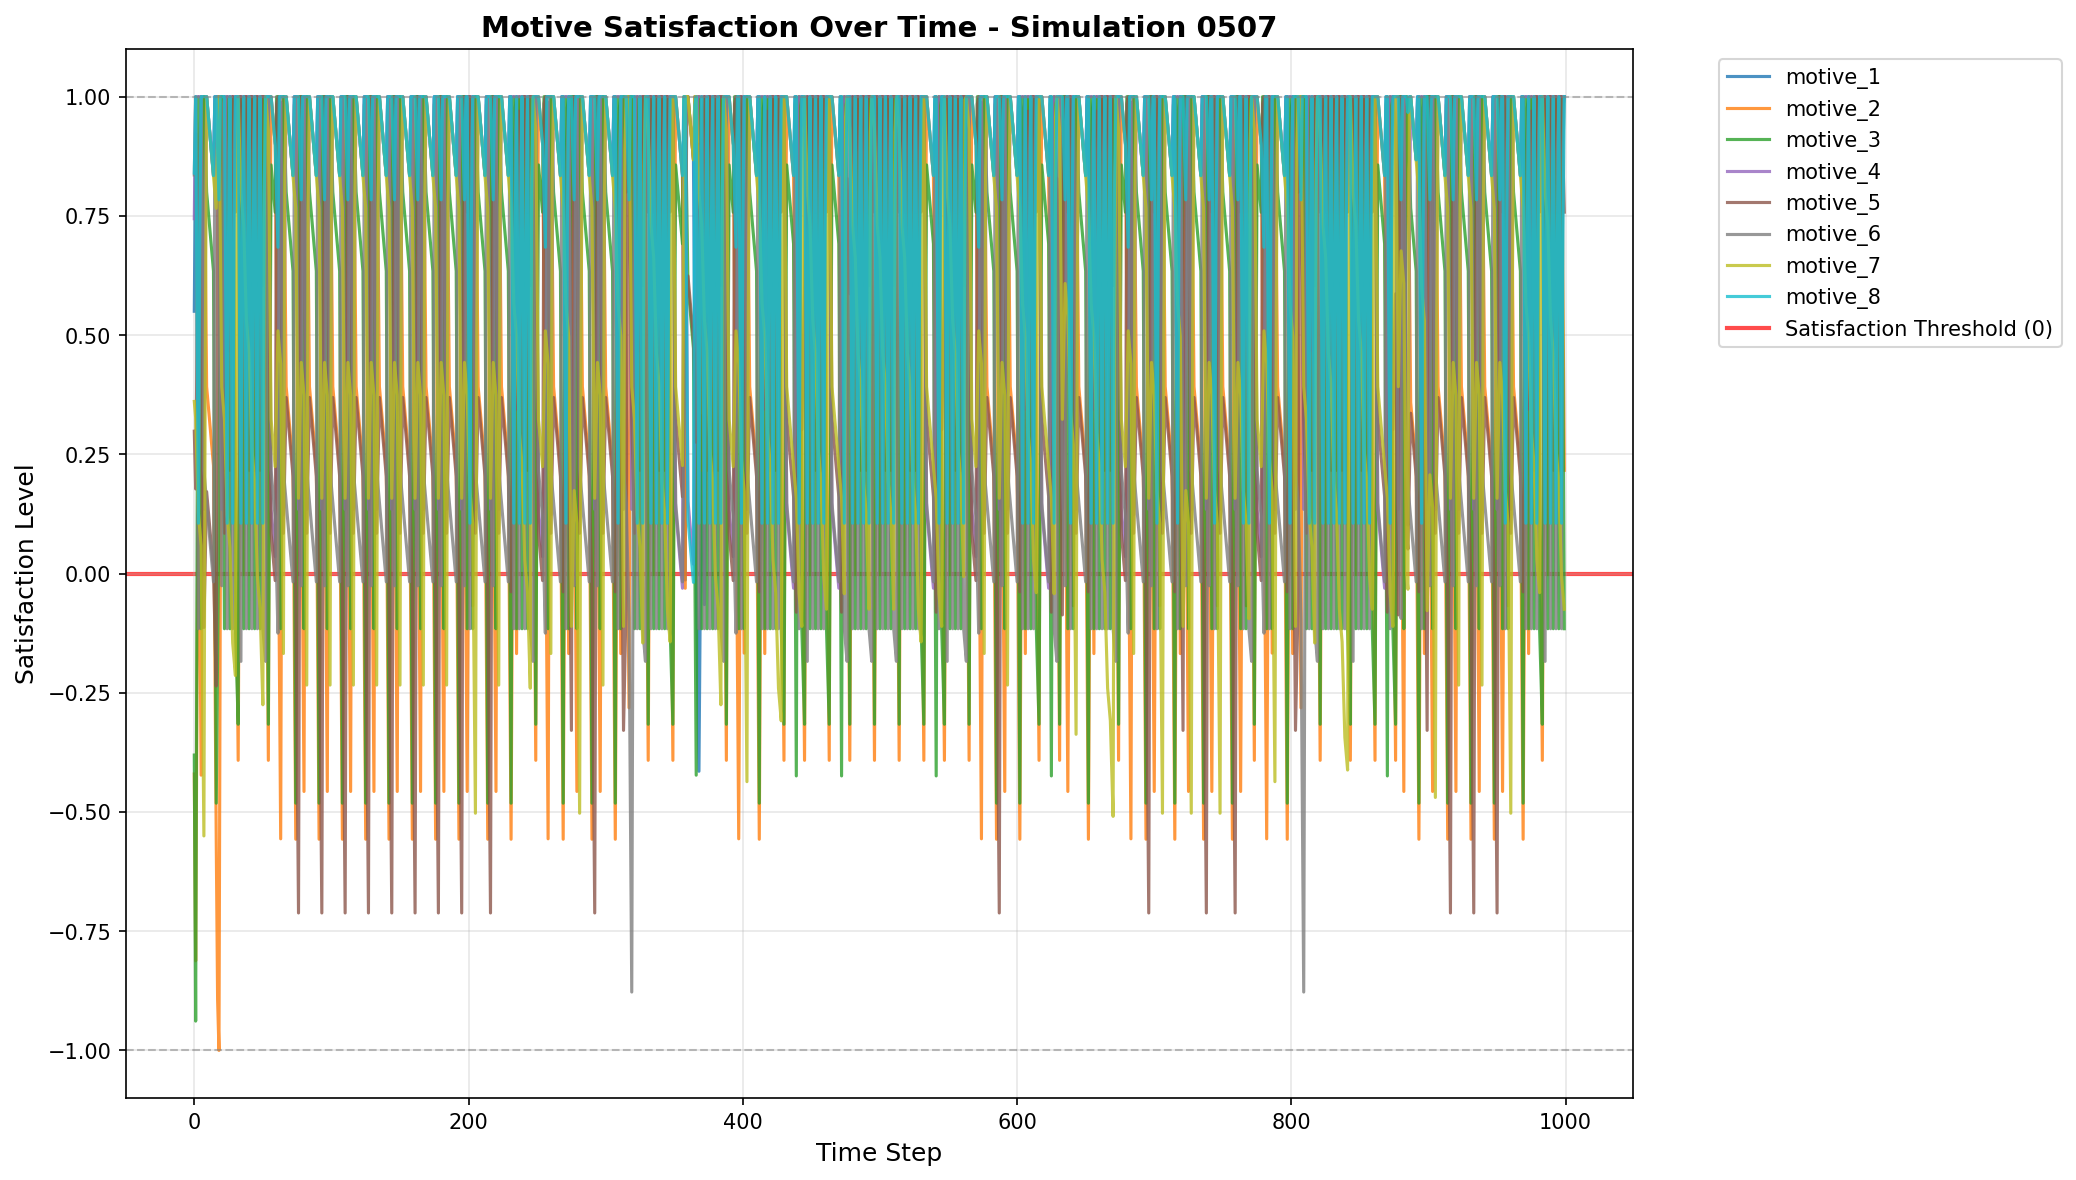 Motive Satisfaction Over Time - Simulation 0507
1.00
0.75
0.50
0.25
0.00
−0.25
−0.50
−0.75
−1.00
Satisfaction Level
0
200
400
600
800
1000
Time Step
motive_1
motive_2
motive_3
motive_4
motive_5
motive_6
motive_7
motive_8
Satisfaction Threshold (0)